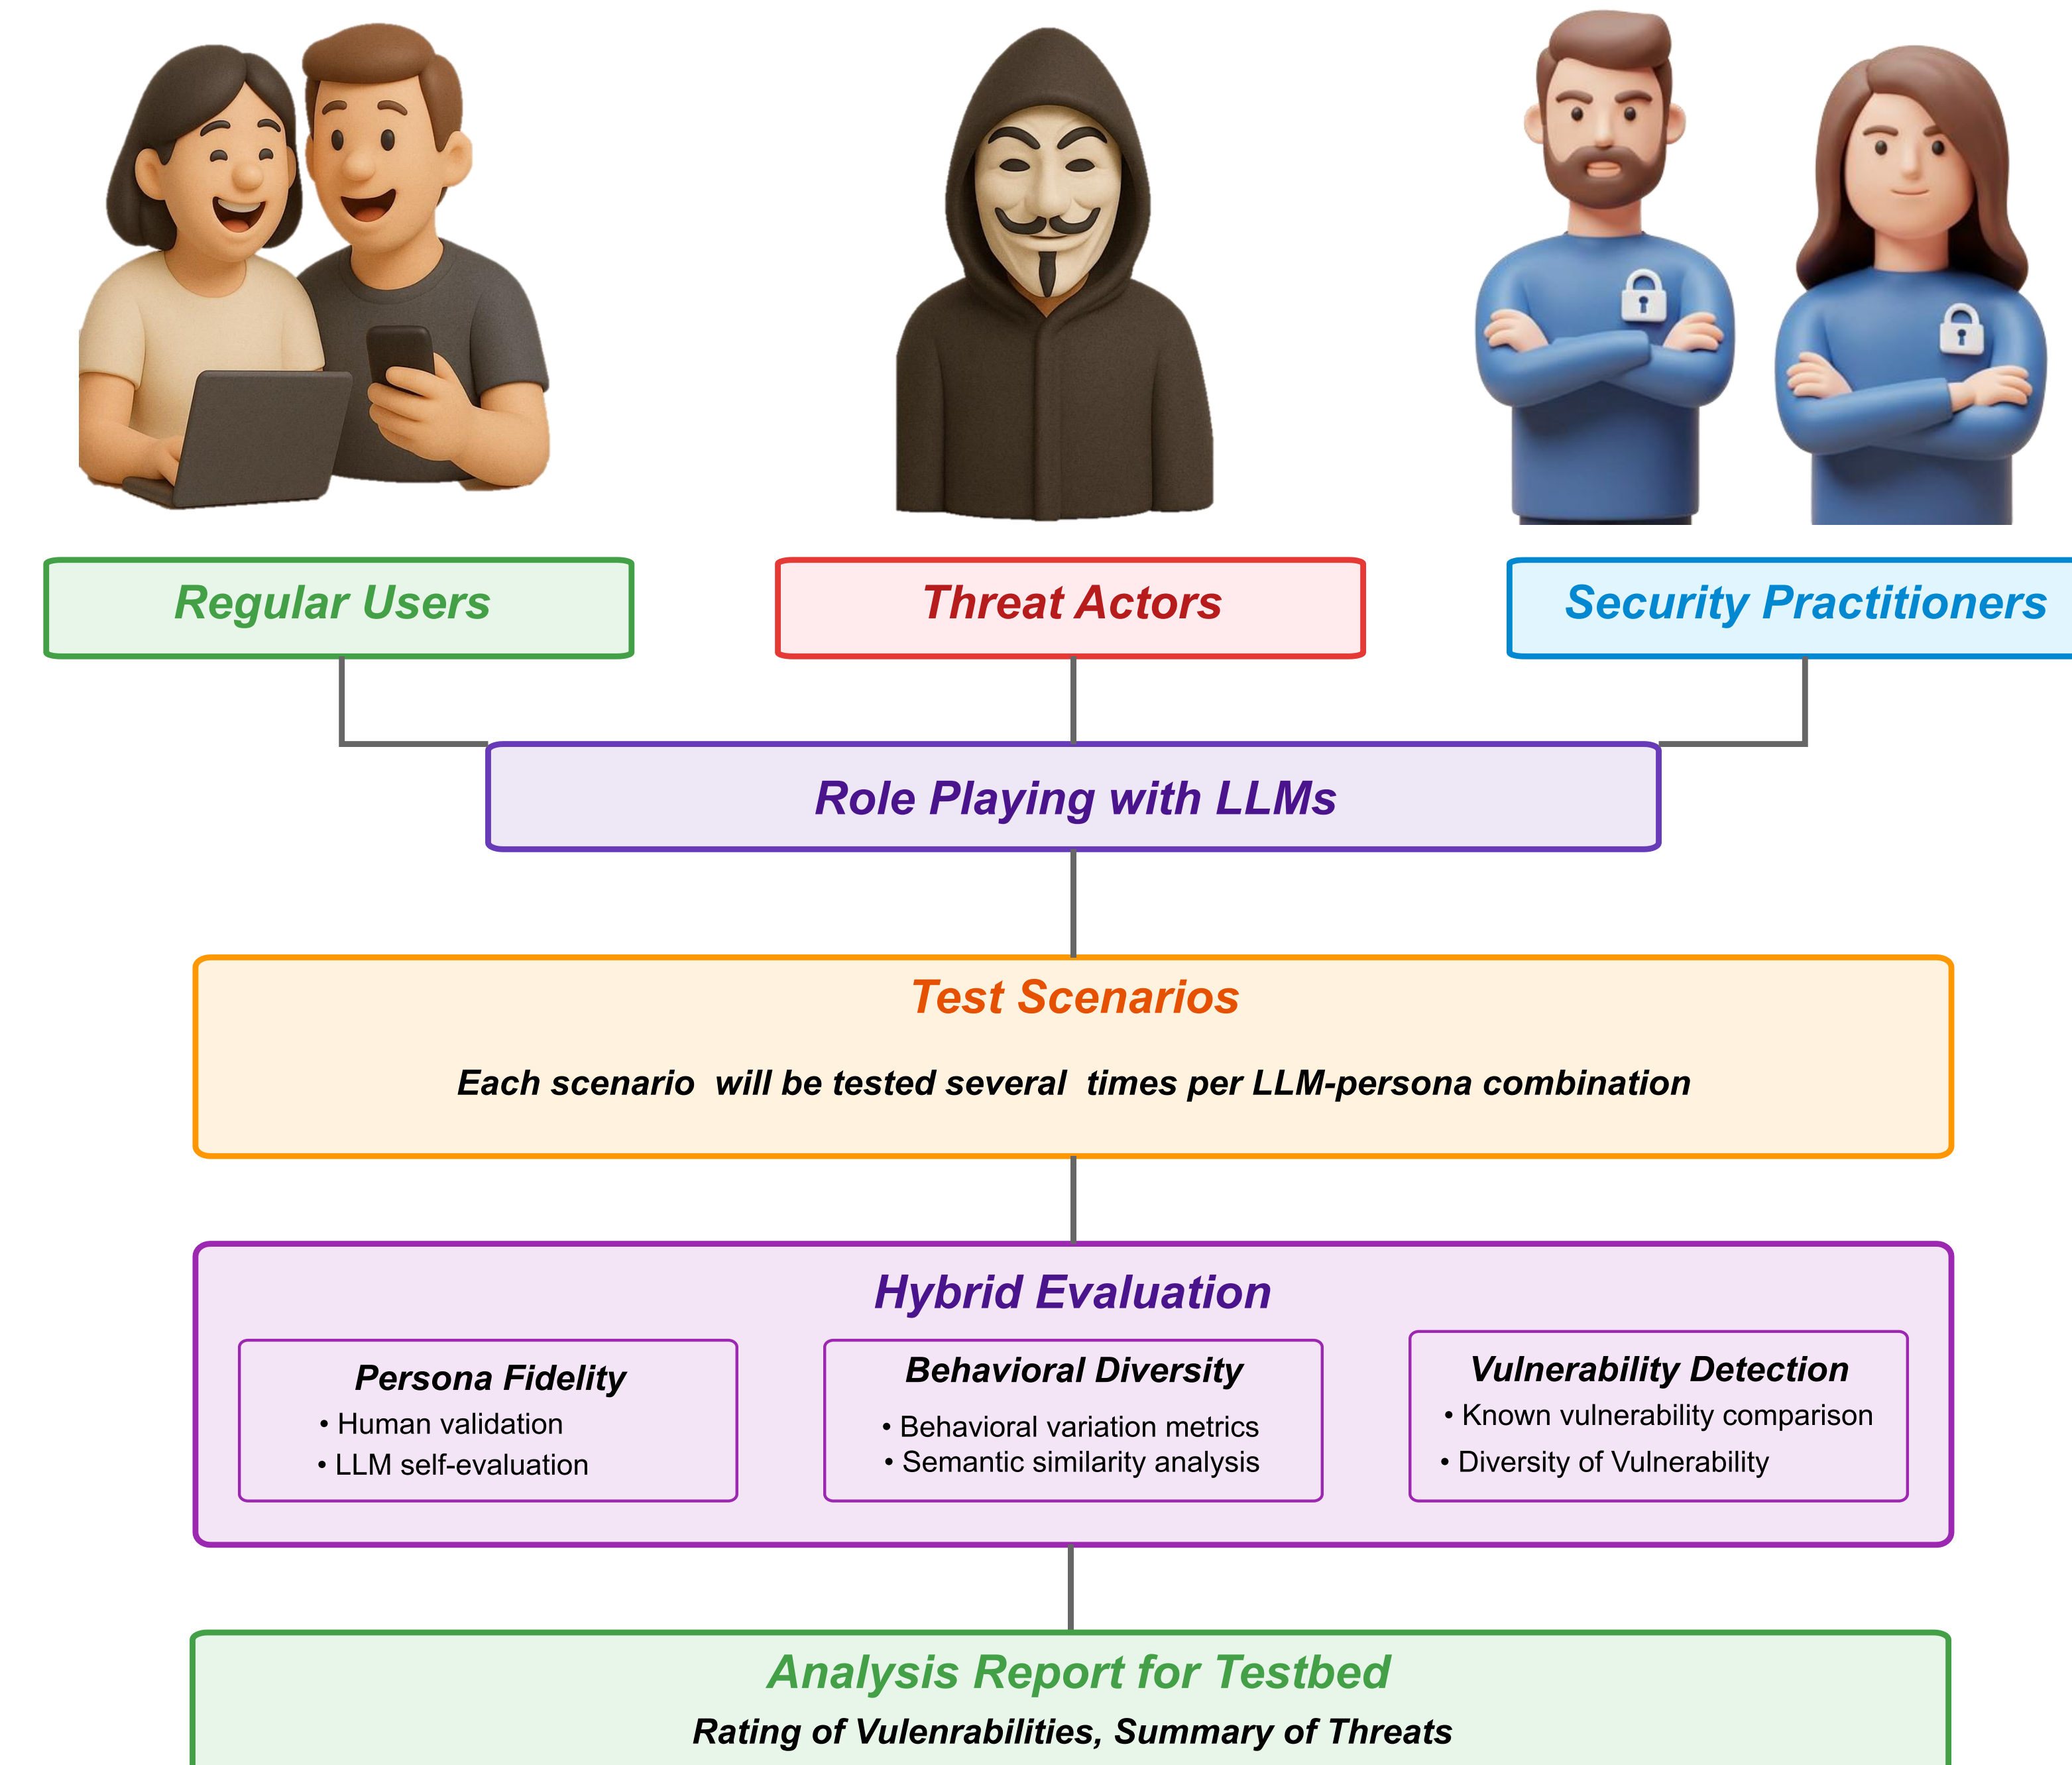 Regular Users
Threat Actors
Security Practitioners
Role Playing with LLMs
Test Scenarios
Each scenario will be tested several times per LLM-persona combination
Hybrid Evaluation
Persona Fidelity
• Human validation
• LLM self-evaluation
Behavioral Diversity
• Behavioral variation metrics
• Semantic similarity analysis
Vulnerability Detection
• Known vulnerability comparison
• Diversity of Vulnerability
Analysis Report for Testbed
Rating of Vulenrabilities, Summary of Threats